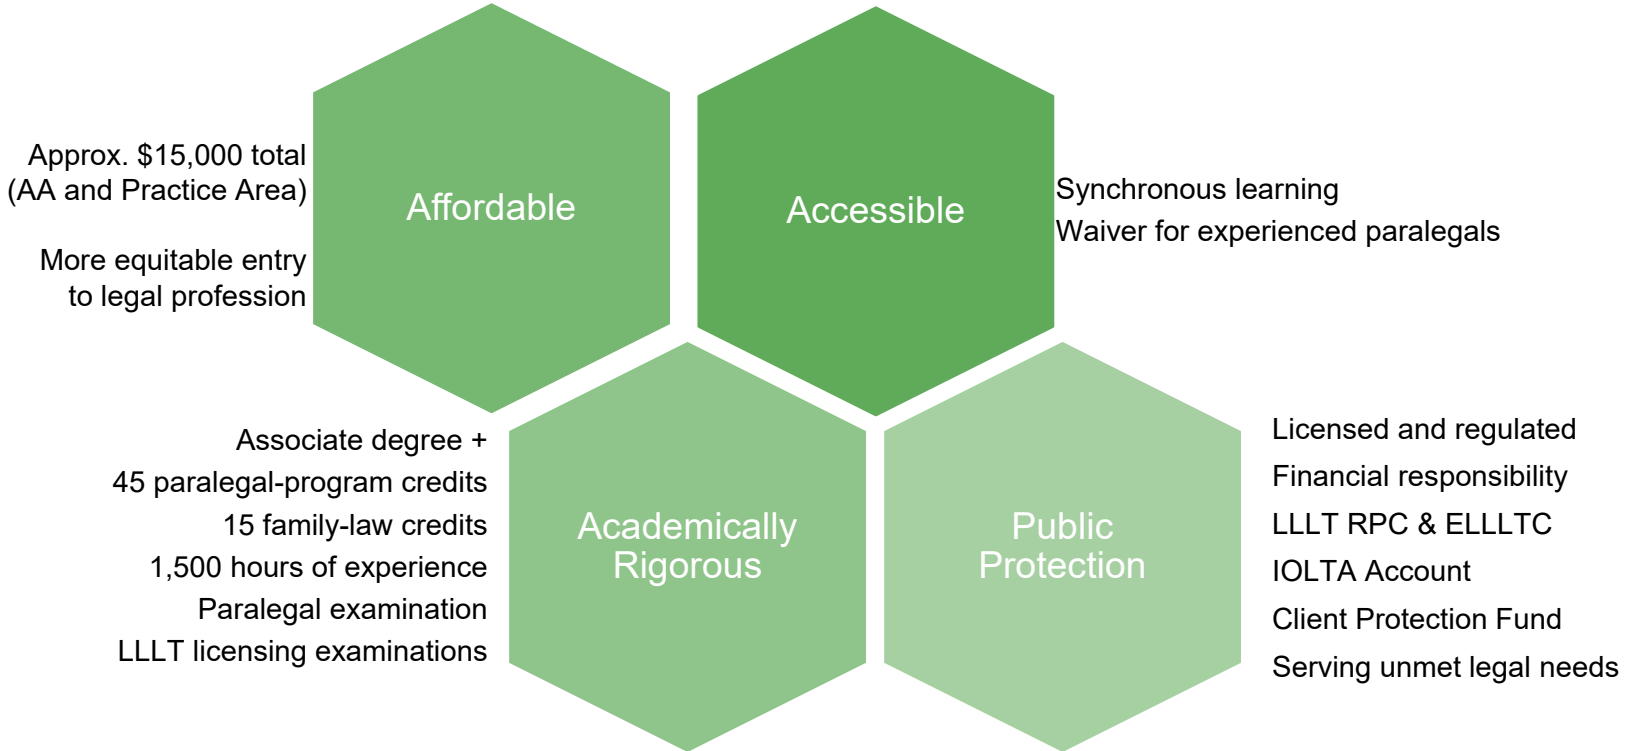 Approx. $15,000 total
(AA and Practice Area)
More equitable entry
to legal profession
Affordable
Accessible
Synchronous learning
Waiver for experienced paralegals
Associate degree +
45 paralegal-program credits
15 family-law credits
1,500 hours of experience
Paralegal examination
LLLT licensing examinations
Academically
Rigorous
Public
Protection
Licensed and regulated
Financial responsibility
LLLT RPC & ELLLTC
IOLTA Account
Client Protection Fund
Serving unmet legal needs